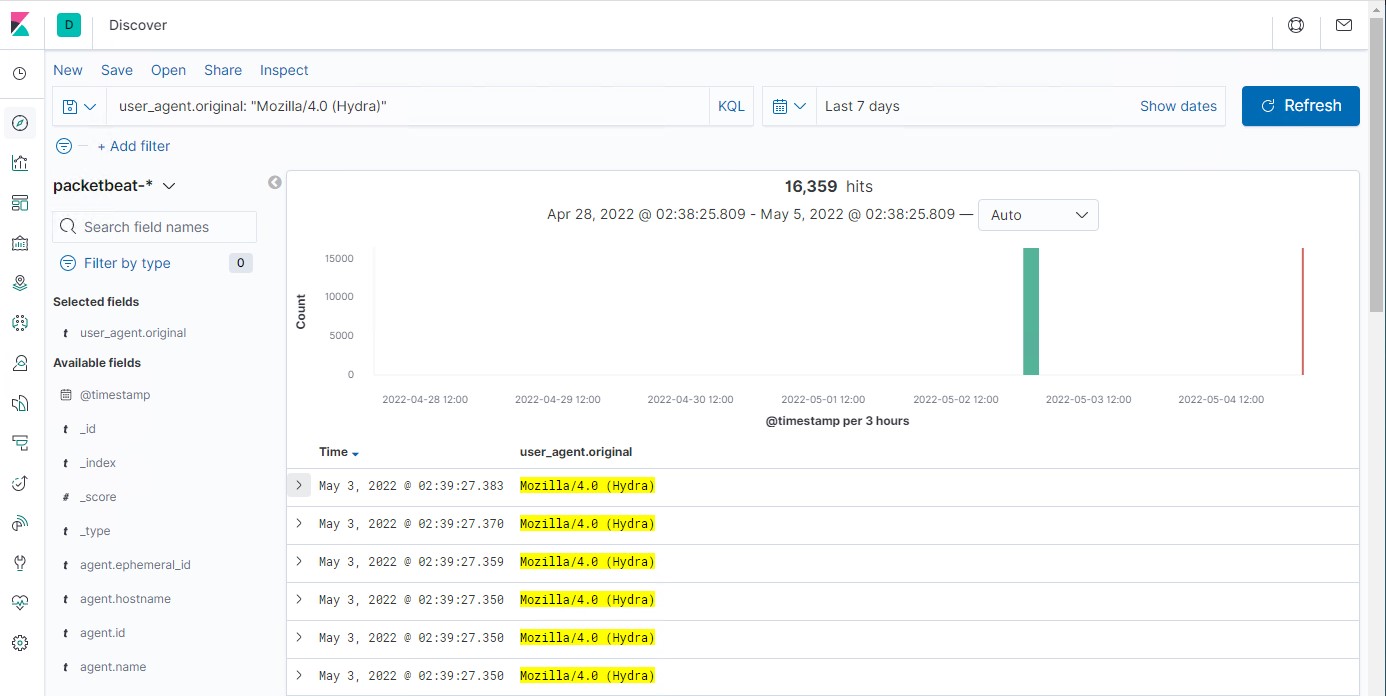 D Discover
New Save Open Share Inspect
user_agent.original: "Mozilla/4.0 (Hydra)" KQL Last 7 days Show dates Refresh
+ Add filter
packetbeat-*
Search field names
Filter by type 0
Selected fields
t user_agent.original
Available fields
@timestamp
t _id
t _index
# _score
t _type
t agent.ephemeral_id
t agent.hostname
t agent.id
t agent.name
16,359 hits
Apr 28, 2022 @ 02:38:25.809 - May 5, 2022 @ 02:38:25.809 — Auto
Count
15000
10000
5000
0
2022-04-28 12:00 2022-04-29 12:00 2022-04-30 12:00 2022-05-01 12:00 2022-05-02 12:00 2022-05-03 12:00 2022-05-04 12:00
@timestamp per 3 hours
Time user_agent.original
May 3, 2022 @ 02:39:27.383 Mozilla/4.0 (Hydra)
May 3, 2022 @ 02:39:27.370 Mozilla/4.0 (Hydra)
May 3, 2022 @ 02:39:27.359 Mozilla/4.0 (Hydra)
May 3, 2022 @ 02:39:27.350 Mozilla/4.0 (Hydra)
May 3, 2022 @ 02:39:27.350 Mozilla/4.0 (Hydra)
May 3, 2022 @ 02:39:27.350 Mozilla/4.0 (Hydra)